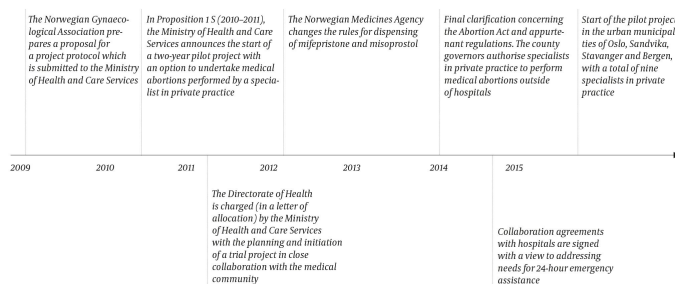 The Norwegian Gynaeco-
logical Association pre-
pares a proposal for
a project protocol which
is submitted to the Ministry
of Health and Care Services
In Proposition 1 S (2010–2011),
the Ministry of Health and Care
Services announces the start of
a two-year pilot project with
an option to undertake medical
abortions performed by a specia-
list in private practice
The Norwegian Medicines Agency
changes the rules for dispensing
of mifepristone and misoprostol
Final clarification concerning
the Abortion Act and appurte-
nant regulations. The county
governors authorise specialists
in private practice to perform
medical abortions outside
of hospitals
Start of the pilot project
in the urban municipali-
ties of Oslo, Sandvika,
Stavanger and Bergen,
with a total of nine
specialists in private
practice
2009 2010 2011 2012 2013 2014 2015
The Directorate of Health
is charged (in a letter of
allocation) by the Ministry
of Health and Care Services
with the planning and initiation
of a trial project in close
collaboration with the medical
community
Collaboration agreements
with hospitals are signed
with a view to addressing
needs for 24-hour emergency
assistance